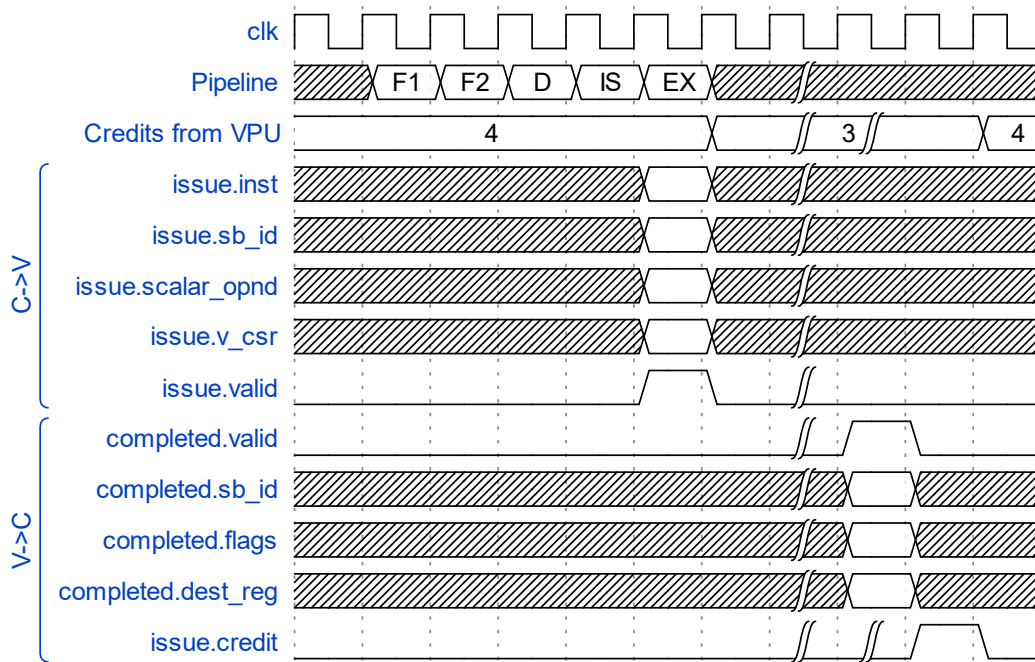 clk
Pipeline F1 F2 D IS EX
Credits from VPU 4 3 4
issue.inst
issue.sb_id
issue.scalar_opnd
issue.v_csr
issue.valid
C->V
completed.valid
completed.sb_id
completed.flags
completed.dest_reg
issue.credit
V->C